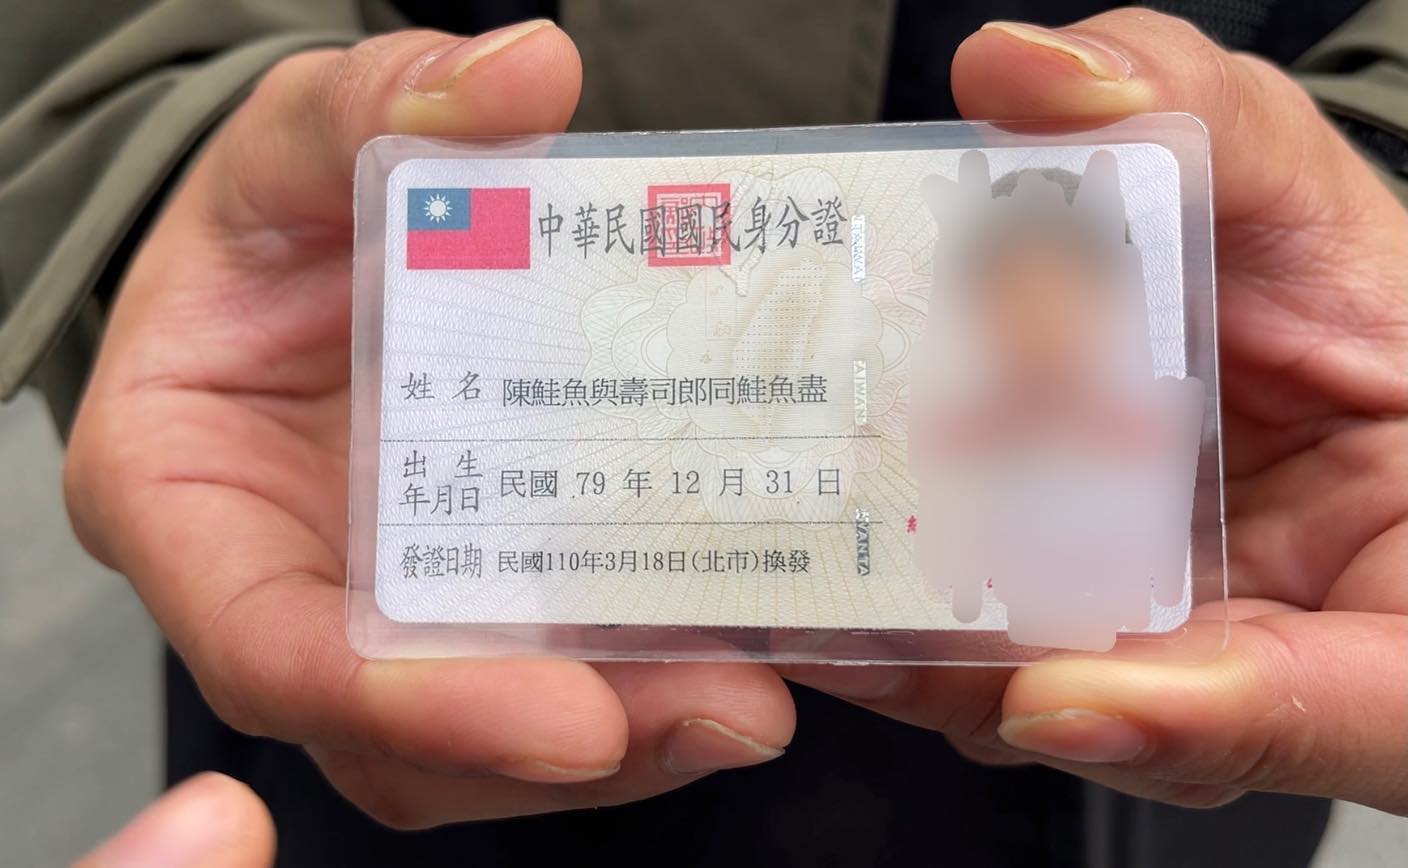 中華民國國民身分證
TAIWAN
姓名 陳鮭魚與壽司郎同鮭魚盡
TAIWAN
出生年月日 民國 79 年 12 月 31 日
發證日期 民國110年3月18日(北市)換發